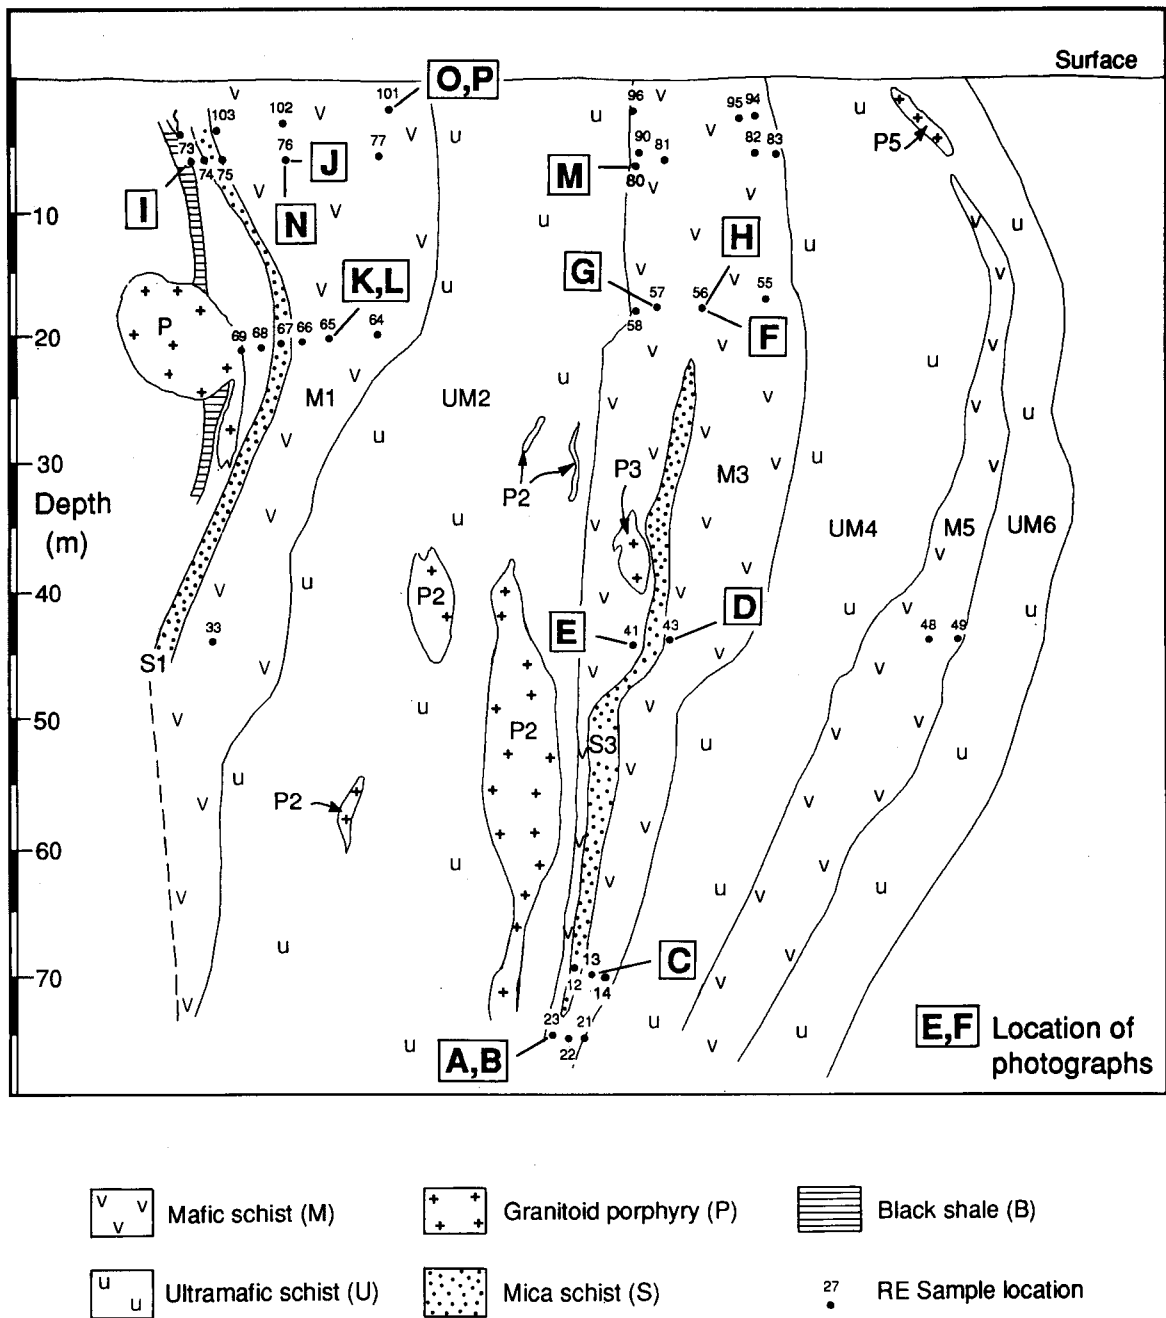 Surface
O,P
101
102
103
96
95 94
P5
73
74 75
76
77
J
90
81
80
82 83
M
I
N
10
H
G
K,L
57
56
55
58
F
P
69 68 67 66 65 64
20
M1
UM2
30
Depth
(m)
P2
P3
M3
UM4
M5
UM6
P2
40
D
E
41
43
33
48 49
S1
50
P2
S3
P2
60
C
13
12
14
70
23
22
21
A,B
E,F Location of
photographs
v v
v
Mafic schist (M)
Granitoid porphyry (P)
Black shale (B)
u
u
Ultramafic schist (U)
Mica schist (S)
27
RE Sample location